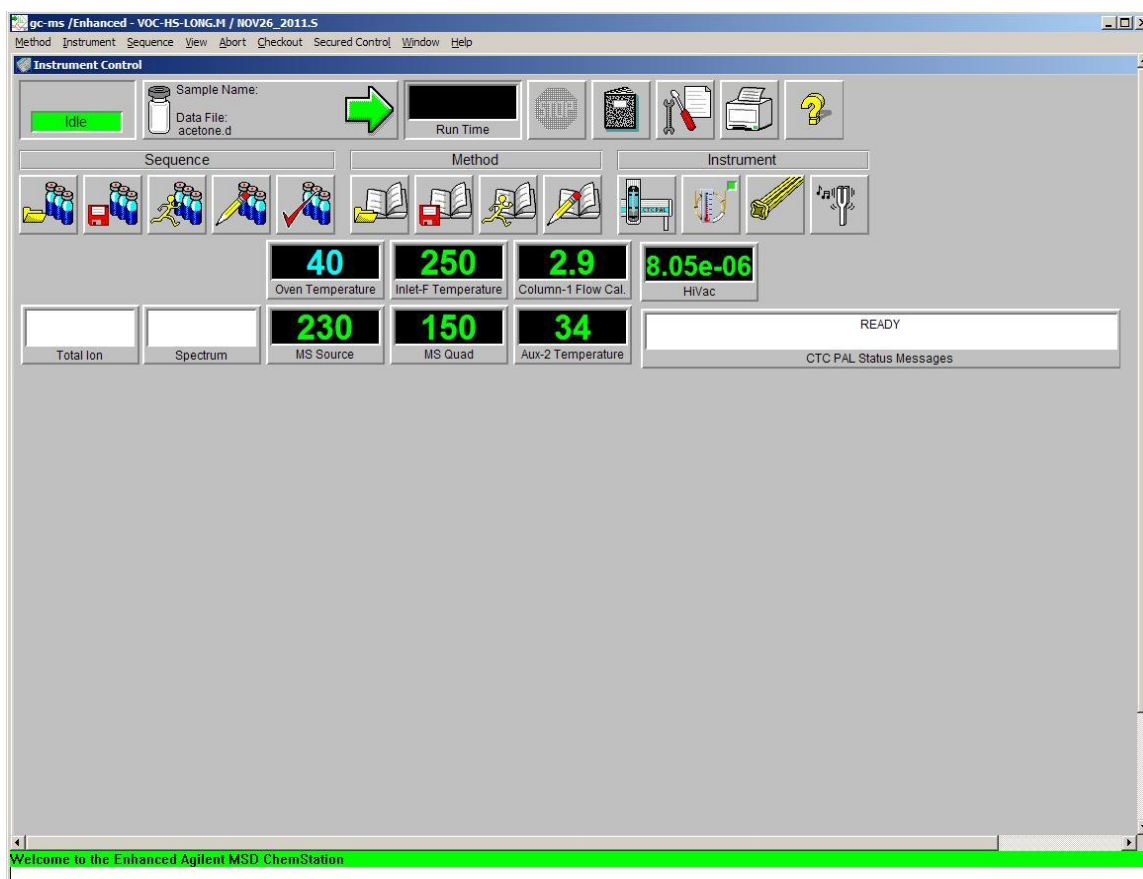 gc-ms /Enhanced - VOC-HS-LONG.M / NOV26_2011.S
Method Instrument Sequence View Abort Checkout Secured Control Window Help
Instrument Control
Idle
Sample Name:
Data File:
acetone.d
Run Time
STOP
Sequence Method Instrument
CTC PAL
40 250 2.9 8.05e-06
Oven Temperature Inlet-F Temperature Column-1 Flow Cal. HiVac
230 150 34 READY
Total Ion Spectrum MS Source MS Quad Aux-2 Temperature CTC PAL Status Messages
Welcome to the Enhanced Agilent MSD ChemStation